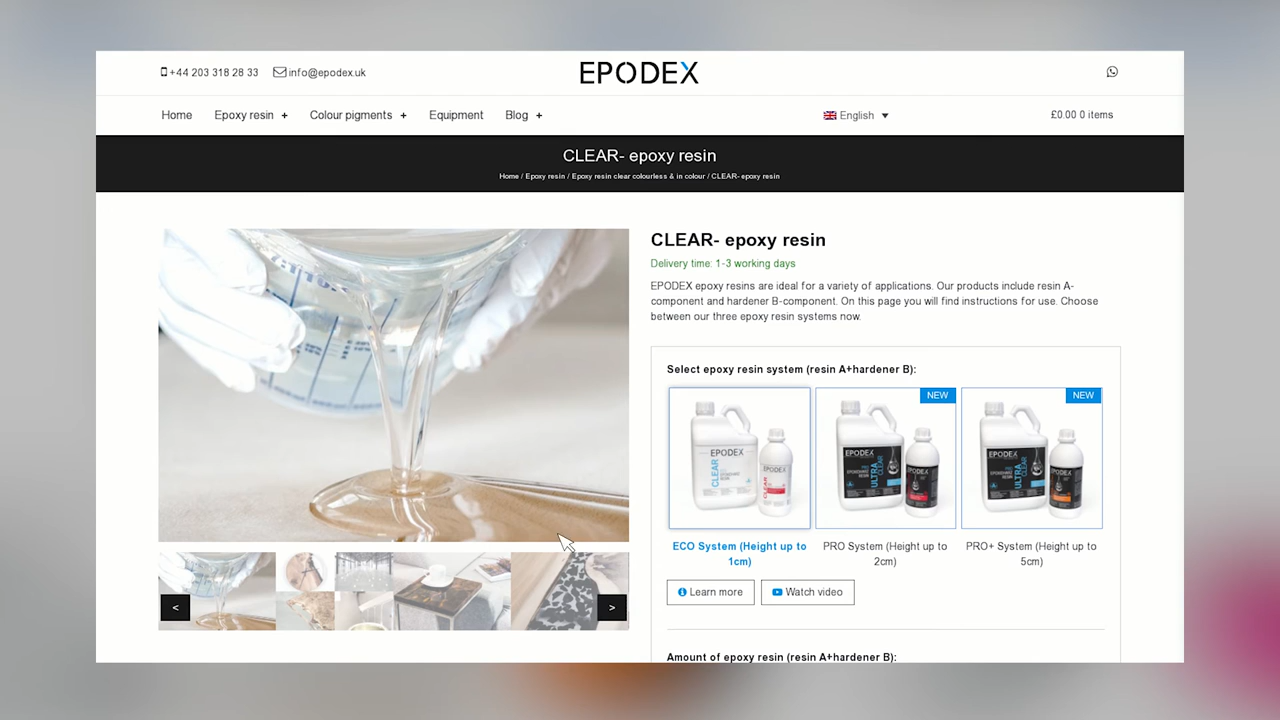 +44 203 318 28 33
info@epodex.uk
EPODEX
Home
Epoxy resin +
Colour pigments +
Equipment
Blog +
English
£0.00 0 items
CLEAR- epoxy resin
Home / Epoxy resin / Epoxy resin clear colourless & in colour / CLEAR- epoxy resin
CLEAR- epoxy resin
Delivery time: 1-3 working days
EPODEX epoxy resins are ideal for a variety of applications. Our products include resin A-
component and hardener B-component. On this page you will find instructions for use. Choose
between our three epoxy resin systems now.
Select epoxy resin system (resin A+hardener B):
EPODEX
CLEAR
EPODEX
CLEAR
NEW
EPODEX
ULTRA
CLEAR
EPODEX
NEW
EPODEX
ULTRA
CLEAR
EPODEX
ECO System (Height up to
1cm)
PRO System (Height up to
2cm)
PRO+ System (Height up to
5cm)
Learn more
Watch video
<
>
Amount of epoxy resin (resin A+hardener B):